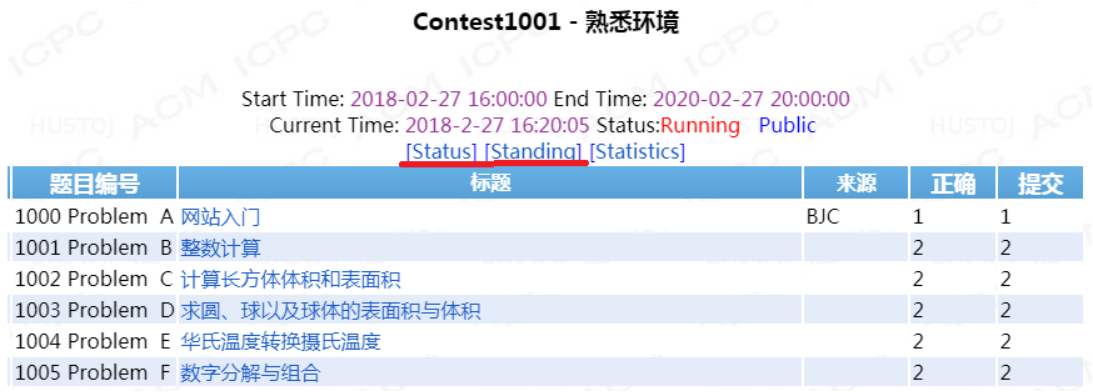 Contest1001 - 熟悉环境
Start Time: 2018-02-27 16:00:00 End Time: 2020-02-27 20:00:00
Current Time: 2018-2-27 16:20:05 Status:Running Public
[Status] [Standing] [Statistics]
题目编号 标题 来源 正确 提交
1000 Problem A 网站入门 BJC 1 1
1001 Problem B 整数计算 2 2
1002 Problem C 计算长方体体积和表面积 2 2
1003 Problem D 求圆、球以及球体的表面积与体积 2 2
1004 Problem E 华氏温度转换摄氏温度 2 2
1005 Problem F 数字分解与组合 2 2
HUSTOJ ACM ICPC